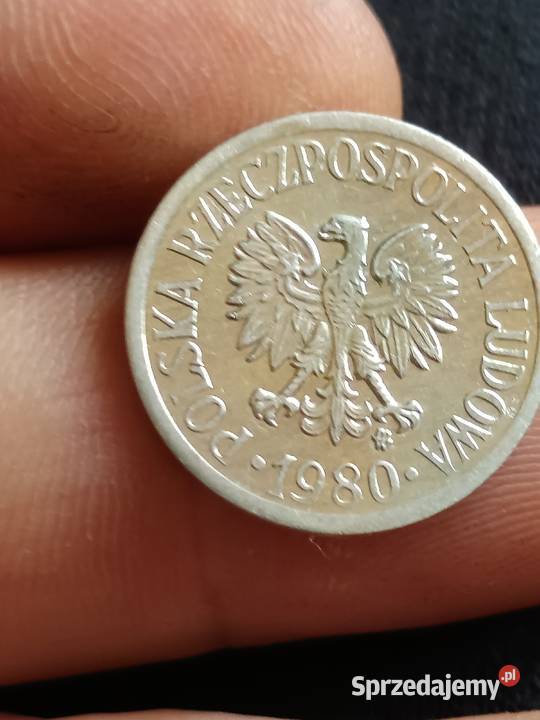 POLSKA RZECZPOSPOLITA LUDOWA
· 1980 ·
Sprzedajemy.pl